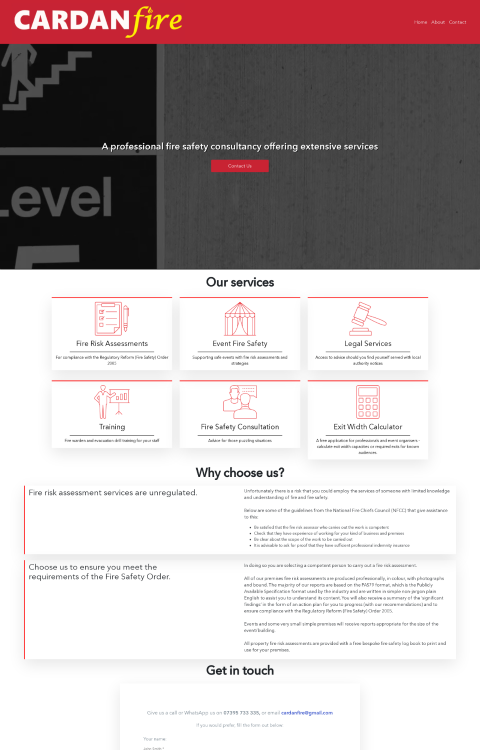 CARDANfire
Home About Contact
A professional fire safety consultancy offering extensive services
Contact Us
Level
5
Our services
Fire Risk Assessments
For compliance with the Regulatory Reform (Fire Safety) Order
2005
Event Fire Safety
Supporting safe events with fire risk assessments and
strategies
Legal Services
Access to advice should you find yourself served with local
authority notices
Training
Fire warden and evacuation drill training for your staff
Fire Safety Consultation
Advice for those puzzling situations
Exit Width Calculator
A free application for professionals and event organisers -
calculate exit width capacities or required exits for known
audiences
Why choose us?
Fire risk assessment services are unregulated.
Unfortunately there is a risk that you could employ the services of someone with limited knowledge
and understanding of fire and fire safety.
Below are some of the guidelines from the National Fire Chiefs Council (NFCC) that give assistance
to this:
Be satisfied that the fire risk assessor who carries out the work is competent
Check that they have experience of working for your kind of business and premises
Be clear about the scope of the work to be carried out
It is advisable to ask for proof that they have sufficient professional indemnity insurance
Choose us to ensure you meet the
requirements of the Fire Safety Order.
In doing so you are selecting a competent person to carry out a fire risk assessment.
All of our premises fire risk assessments are produced professionally, in colour, with photographs
and bound. The majority of our reports are based on the PAS79 format, which is the Publicly
Available Specification format used by the industry and are written in simple non-jargon plain
English to assist you to understand its content. You will also receive a summary of the 'significant
findings' in the form of an action plan for you to progress (with our recommendations) and to
ensure compliance with the Regulatory Reform (Fire Safety) Order 2005.
Events and some very small simple premises will receive reports appropriate for the size of the
event/building.
All property fire risk assessments are provided with a free bespoke fire safety log book to print and
use for your premises.
Get in touch
Give us a call or WhatsApp us on 07399 733 338, or email cardanfire@gmail.com
If you would prefer, fill the form out below:
Your name